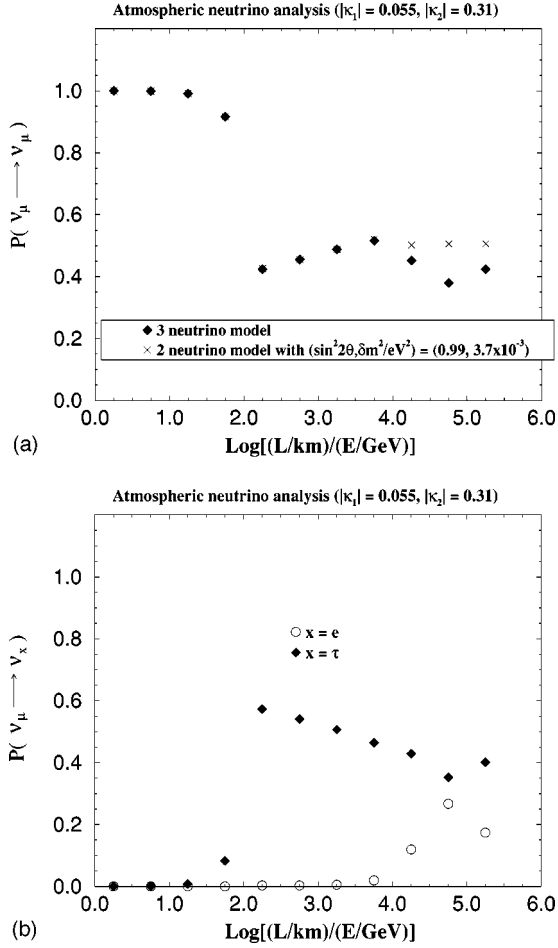 Atmospheric neutrino analysis (|κ₁| = 0.055, |κ₂| = 0.31)
1.0
0.8
0.6
0.4
0.2
0.0
P( ν_μ ⟶ ν_μ )
◆ 3 neutrino model
× 2 neutrino model with (sin²2θ,δm²/eV²) = (0.99, 3.7x10⁻³)
0.0 1.0 2.0 3.0 4.0 5.0 6.0
Log[(L/km)/(E/GeV)]
(a)
Atmospheric neutrino analysis (|κ₁| = 0.055, |κ₂| = 0.31)
1.0
0.8
0.6
0.4
0.2
0.0
P( ν_μ ⟶ ν_x )
○ x = e
◆ x = τ
0.0 1.0 2.0 3.0 4.0 5.0 6.0
Log[(L/km)/(E/GeV)]
(b)